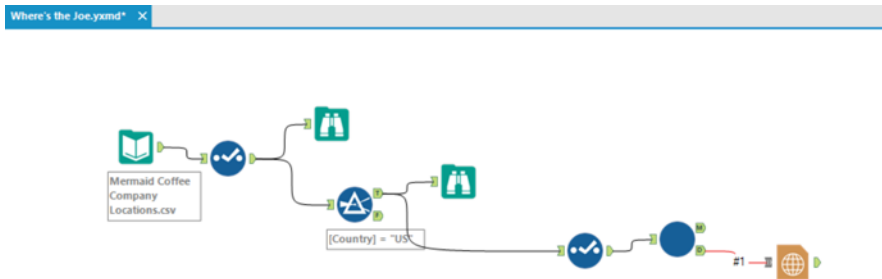 Where's the Joe.yxmd* X
T
F
Mermaid Coffee
Company
Locations.csv
[Country] = "US"
M
D
#1